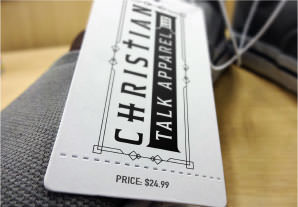 CHRISTIAN
TALK APPAREL
PRICE: $24.99